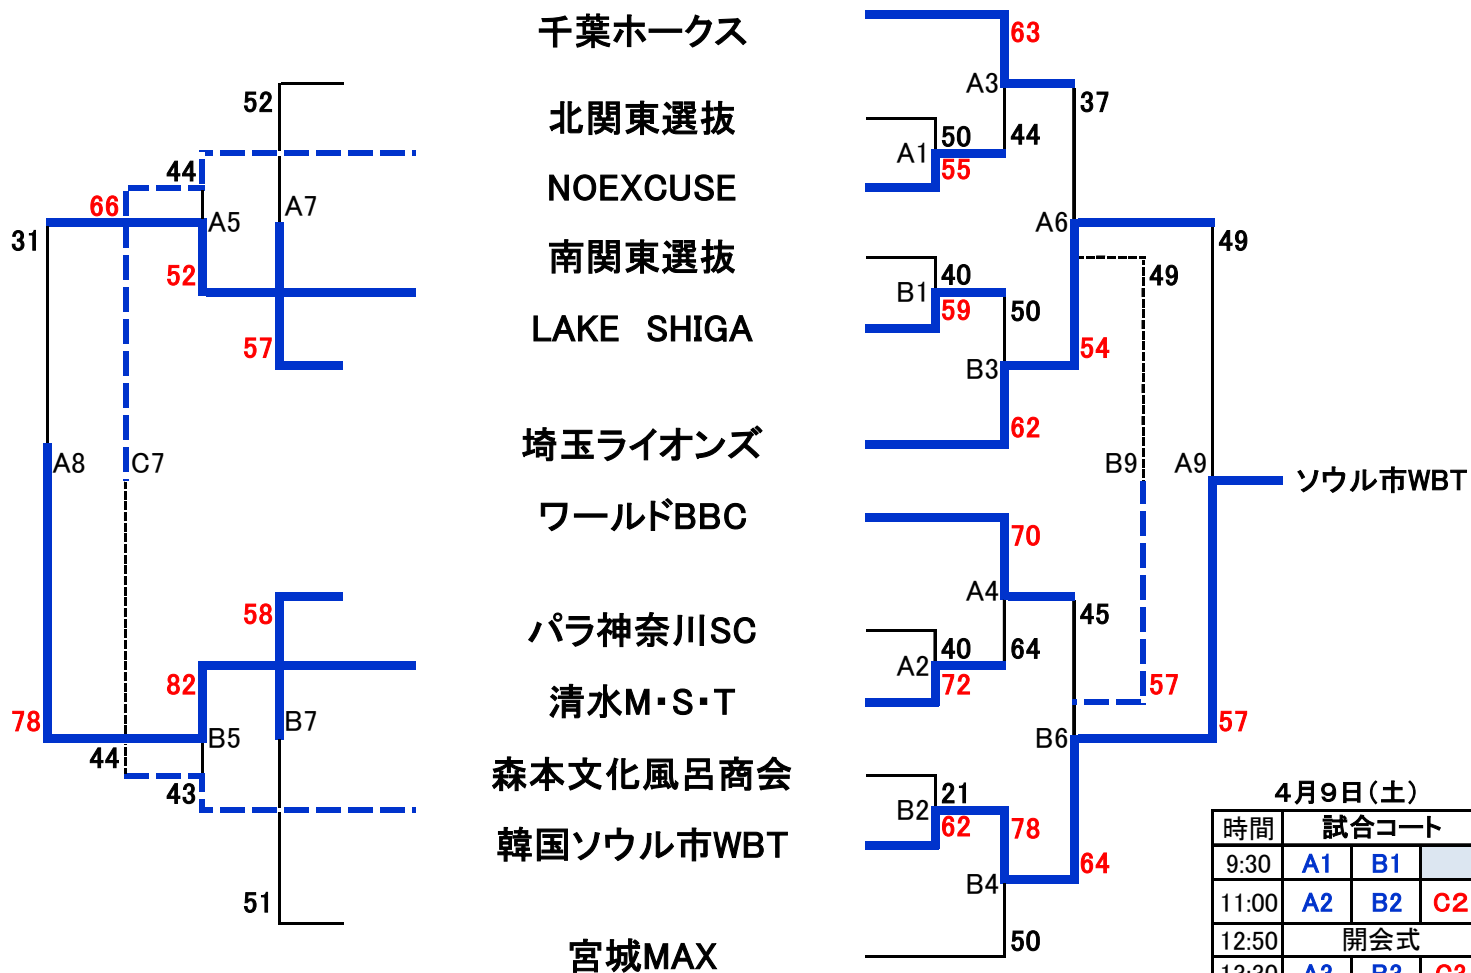 千葉ホークス
63
A3
52
37
北関東選抜
50
44
A1
44
55
NOEXCUSE
66
A7
A5
A6
31
49
南関東選抜
52
40
49
B1
59
50
LAKE SHIGA
57
54
B3
62
埼玉ライオンズ
A8
C7
B9
A9
ソウル市WBT
ワールドBBC
70
A4
58
45
パラ神奈川SC
40
64
A2
82
72
57
清水M・S・T
78
B7
57
B5
B6
44
森本文化風呂商会
43
21
4月9日(土)
B2
62
78
時間 試合コート
韓国ソウル市WBT
9:30 A1 B1
64
B4
51
11:00 A2 B2 C2
50
12:50 開会式
宮城MAX
13:30 A3 B3 C3